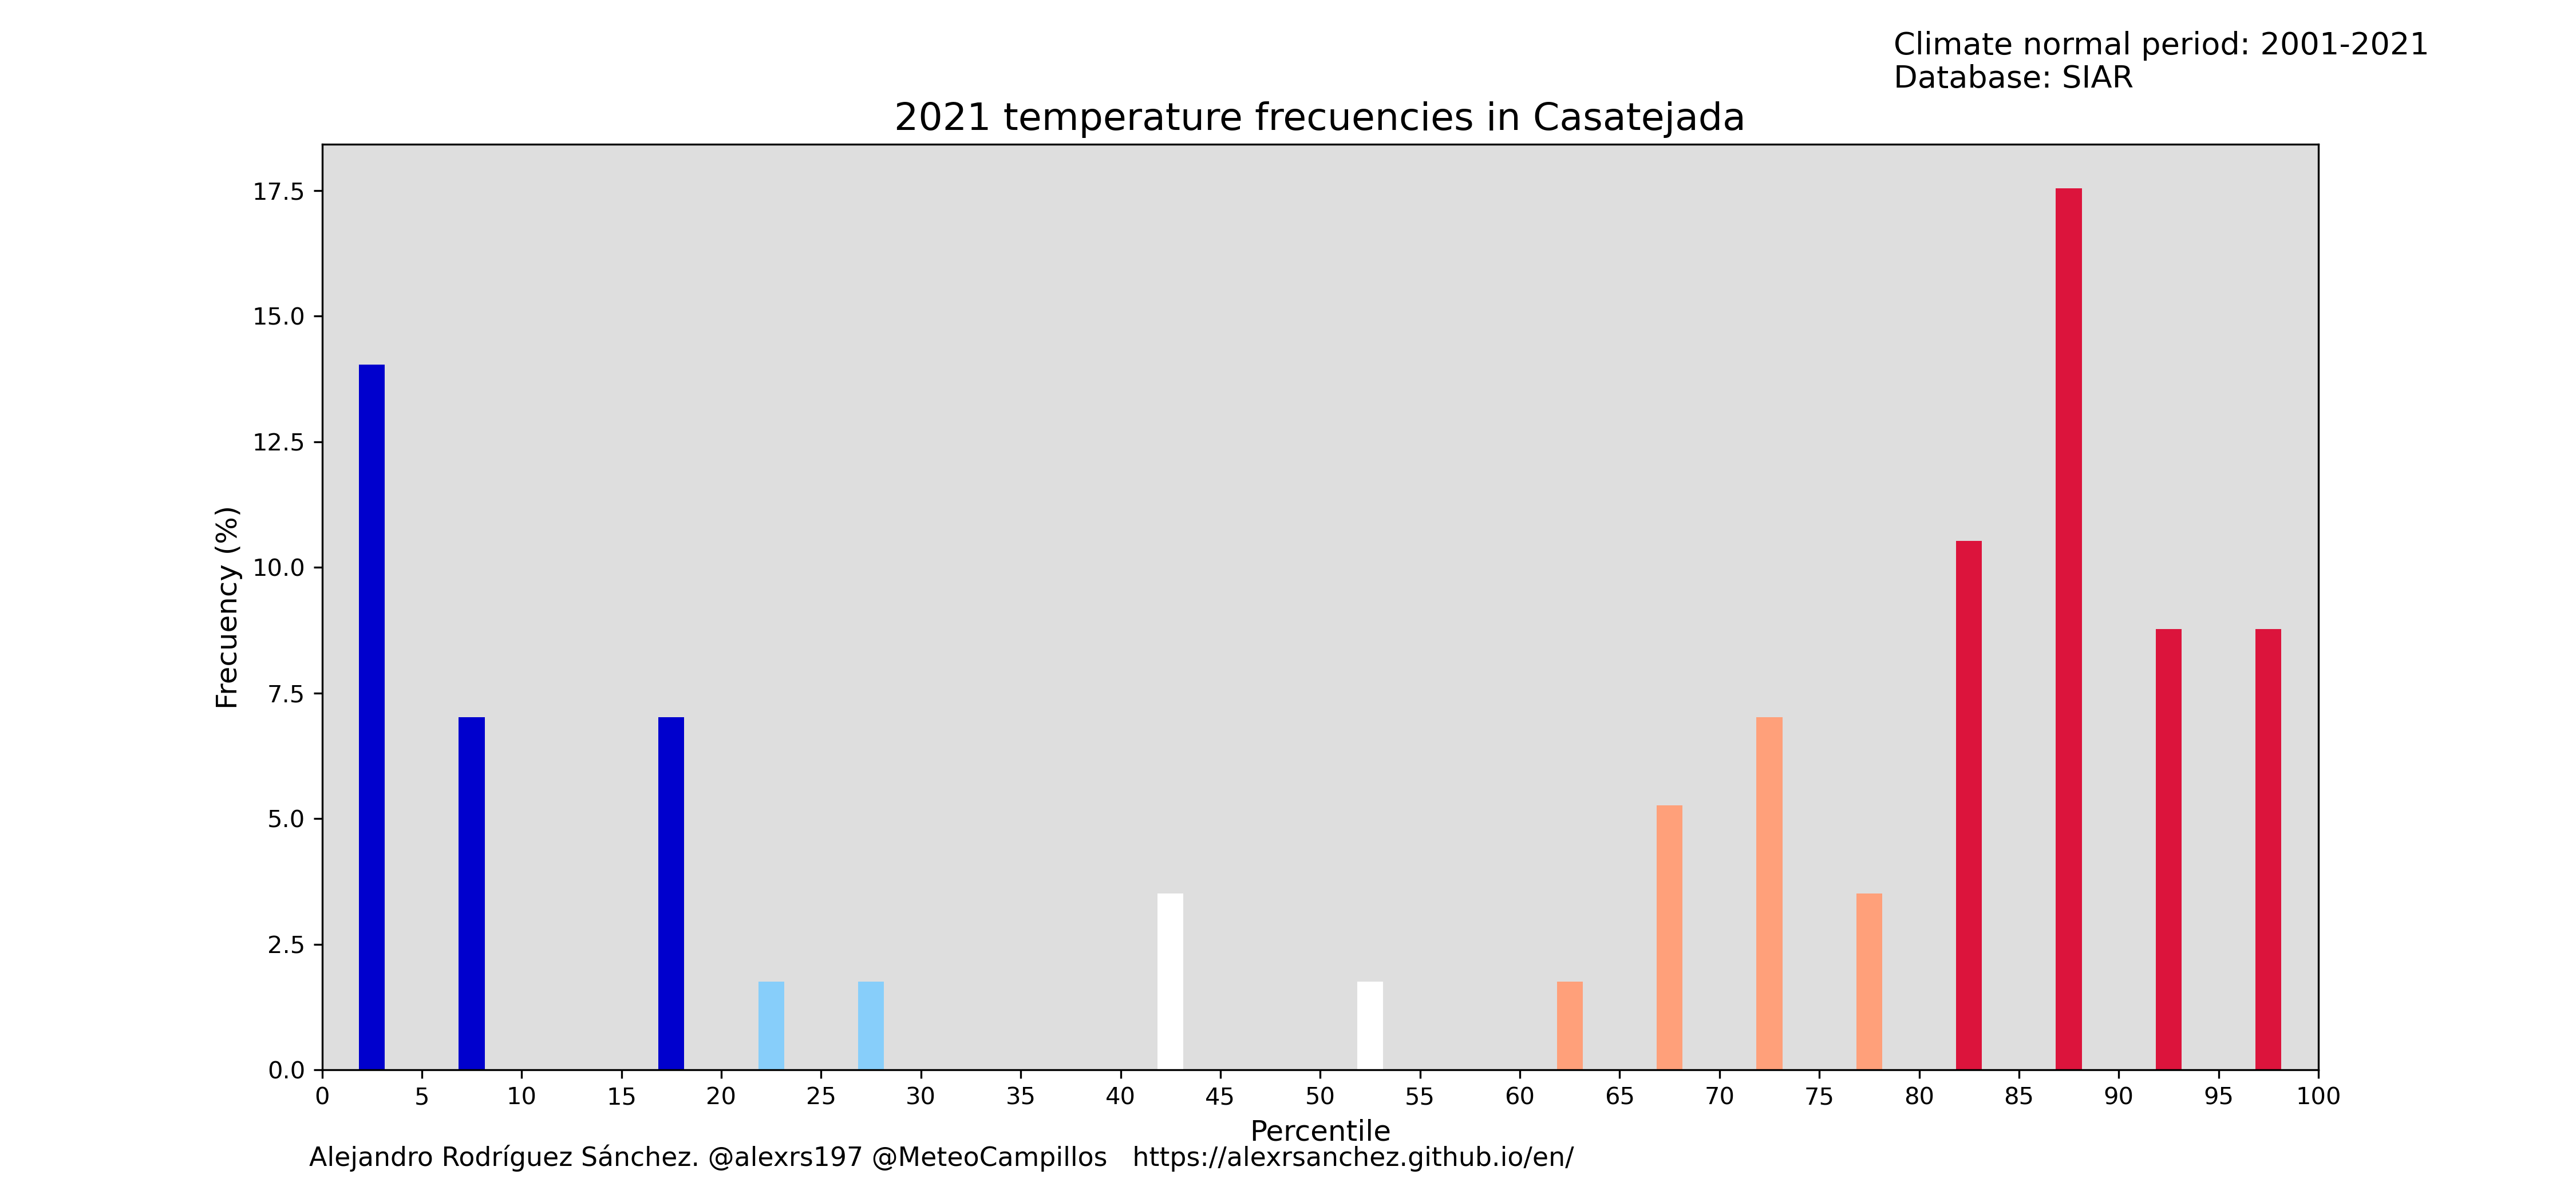 Climate normal period: 2001-2021
Database: SIAR
2021 temperature frecuencies in Casatejada
17.5
15.0
12.5
10.0
7.5
5.0
2.5
0.0
Frecuency (%)
0 5 10 15 20 25 30 35 40 45 50 55 60 65 70 75 80 85 90 95 100
Percentile
Alejandro Rodríguez Sánchez. @alexrs197 @MeteoCampillos https://alexrsanchez.github.io/en/